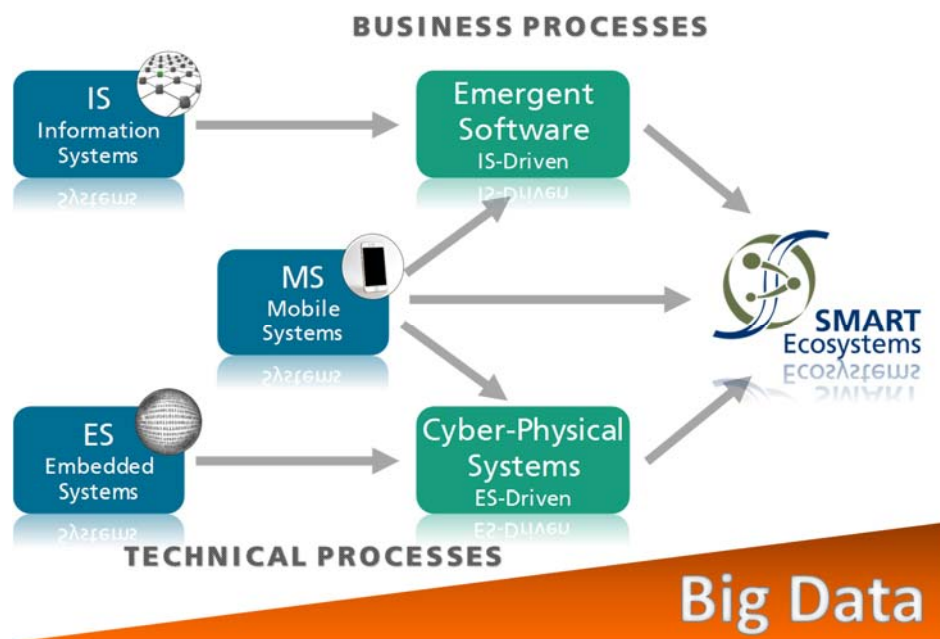 BUSINESS PROCESSES
IS
Information
Systems
Emergent
Software
IS-Driven
MS
Mobile
Systems
SMART
Ecosystems
ES
Embedded
Systems
Cyber-Physical
Systems
ES-Driven
TECHNICAL PROCESSES
Big Data